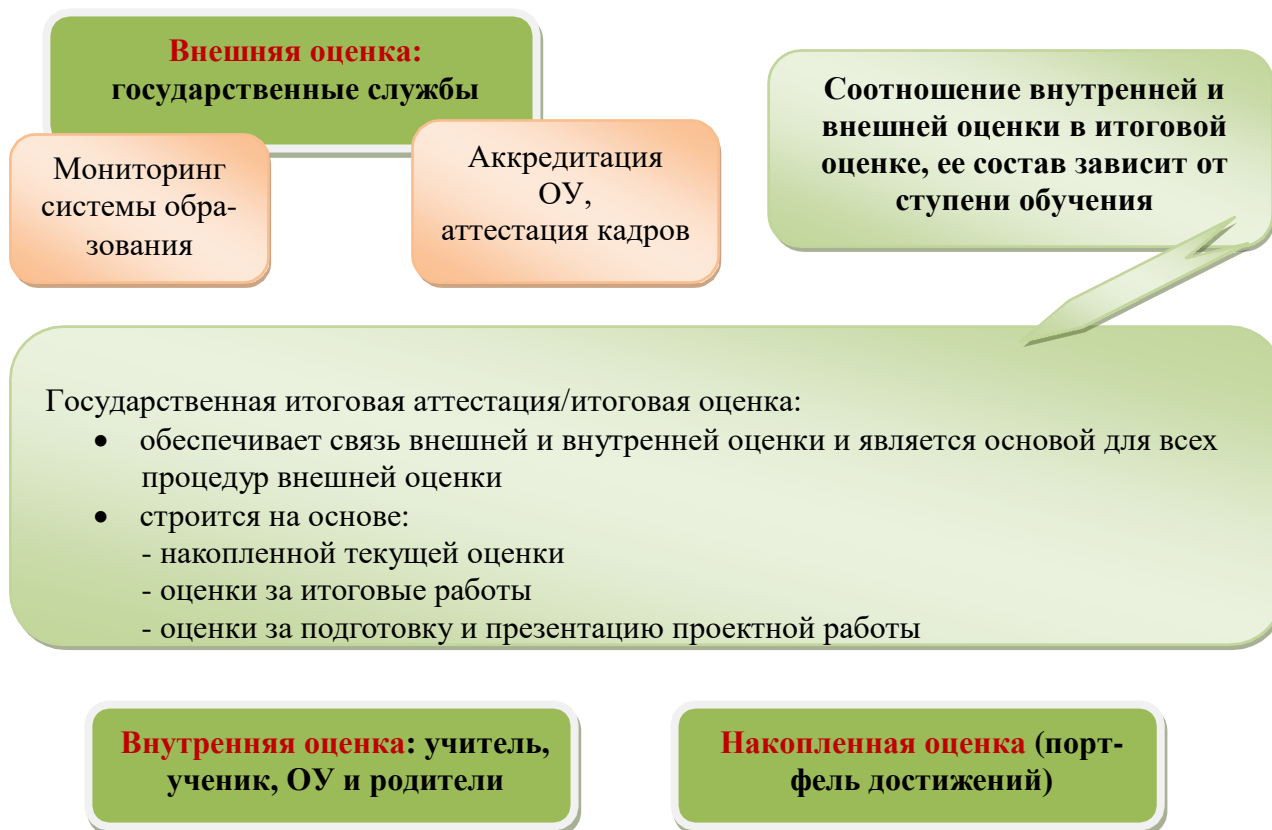 Внешняя оценка:
государственные службы
Мониторинг
системы обра-
зования
Аккредитация
ОУ,
аттестация кадров
Соотношение внутренней и
внешней оценки в итоговой
оценке, ее состав зависит от
ступени обучения
Государственная итоговая аттестация/итоговая оценка:
• обеспечивает связь внешней и внутренней оценки и является основой для всех
процедур внешней оценки
• строится на основе:
- накопленной текущей оценки
- оценки за итоговые работы
- оценки за подготовку и презентацию проектной работы
Внутренняя оценка: учитель,
ученик, ОУ и родители
Накопленная оценка (порт-
фель достижений)